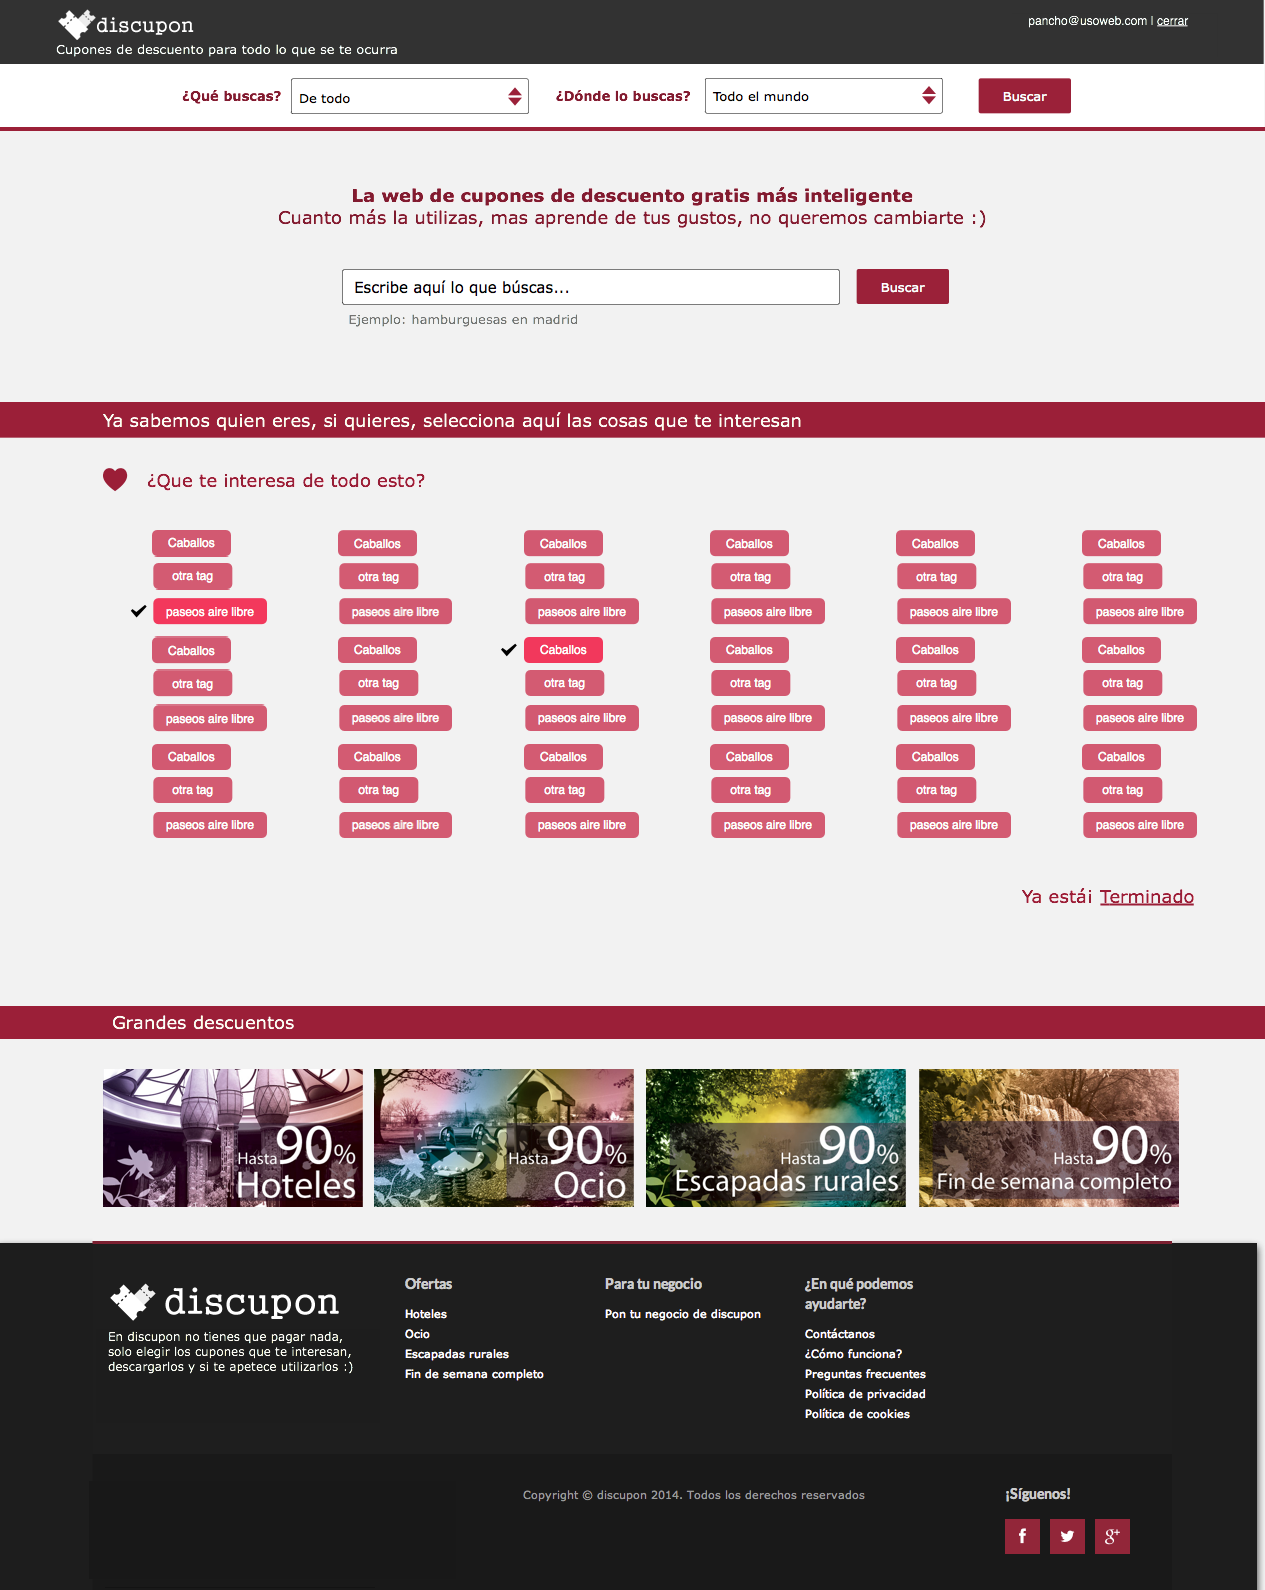 discupon
Cupones de descuento para todo lo que se te ocurra
pancho@usoweb.com | cerrar
¿Qué buscas? De todo ¿Dónde lo buscas? Todo el mundo Buscar
La web de cupones de descuento gratis más inteligente
Cuanto más la utilizas, mas aprende de tus gustos, no queremos cambiarte :)
Escribe aquí lo que búscas... Buscar
Ejemplo: hamburguesas en madrid
Ya sabemos quien eres, si quieres, selecciona aquí las cosas que te interesan
¿Que te interesa de todo esto?
Caballos Caballos Caballos Caballos Caballos Caballos
otra tag otra tag otra tag otra tag otra tag otra tag
paseos aire libre paseos aire libre paseos aire libre paseos aire libre paseos aire libre paseos aire libre
Caballos Caballos Caballos Caballos Caballos Caballos
otra tag otra tag otra tag otra tag otra tag otra tag
paseos aire libre paseos aire libre paseos aire libre paseos aire libre paseos aire libre paseos aire libre
Caballos Caballos Caballos Caballos Caballos Caballos
otra tag otra tag otra tag otra tag otra tag otra tag
paseos aire libre paseos aire libre paseos aire libre paseos aire libre paseos aire libre paseos aire libre
Ya estái Terminado
Grandes descuentos
Hasta 90%
Hoteles
Hasta 90%
Ocio
Hasta 90%
Escapadas rurales
Hasta 90%
Fin de semana completo
discupon
En discupon no tienes que pagar nada,
solo elegir los cupones que te interesan,
descargarlos y si te apetece utilizarlos :)
Ofertas
Hoteles
Ocio
Escapadas rurales
Fin de semana completo
Para tu negocio
Pon tu negocio de discupon
¿En qué podemos
ayudarte?
Contáctanos
¿Cómo funciona?
Preguntas frecuentes
Política de privacidad
Política de cookies
Copyright © discupon 2014. Todos los derechos reservados
¡Síguenos!
f g+